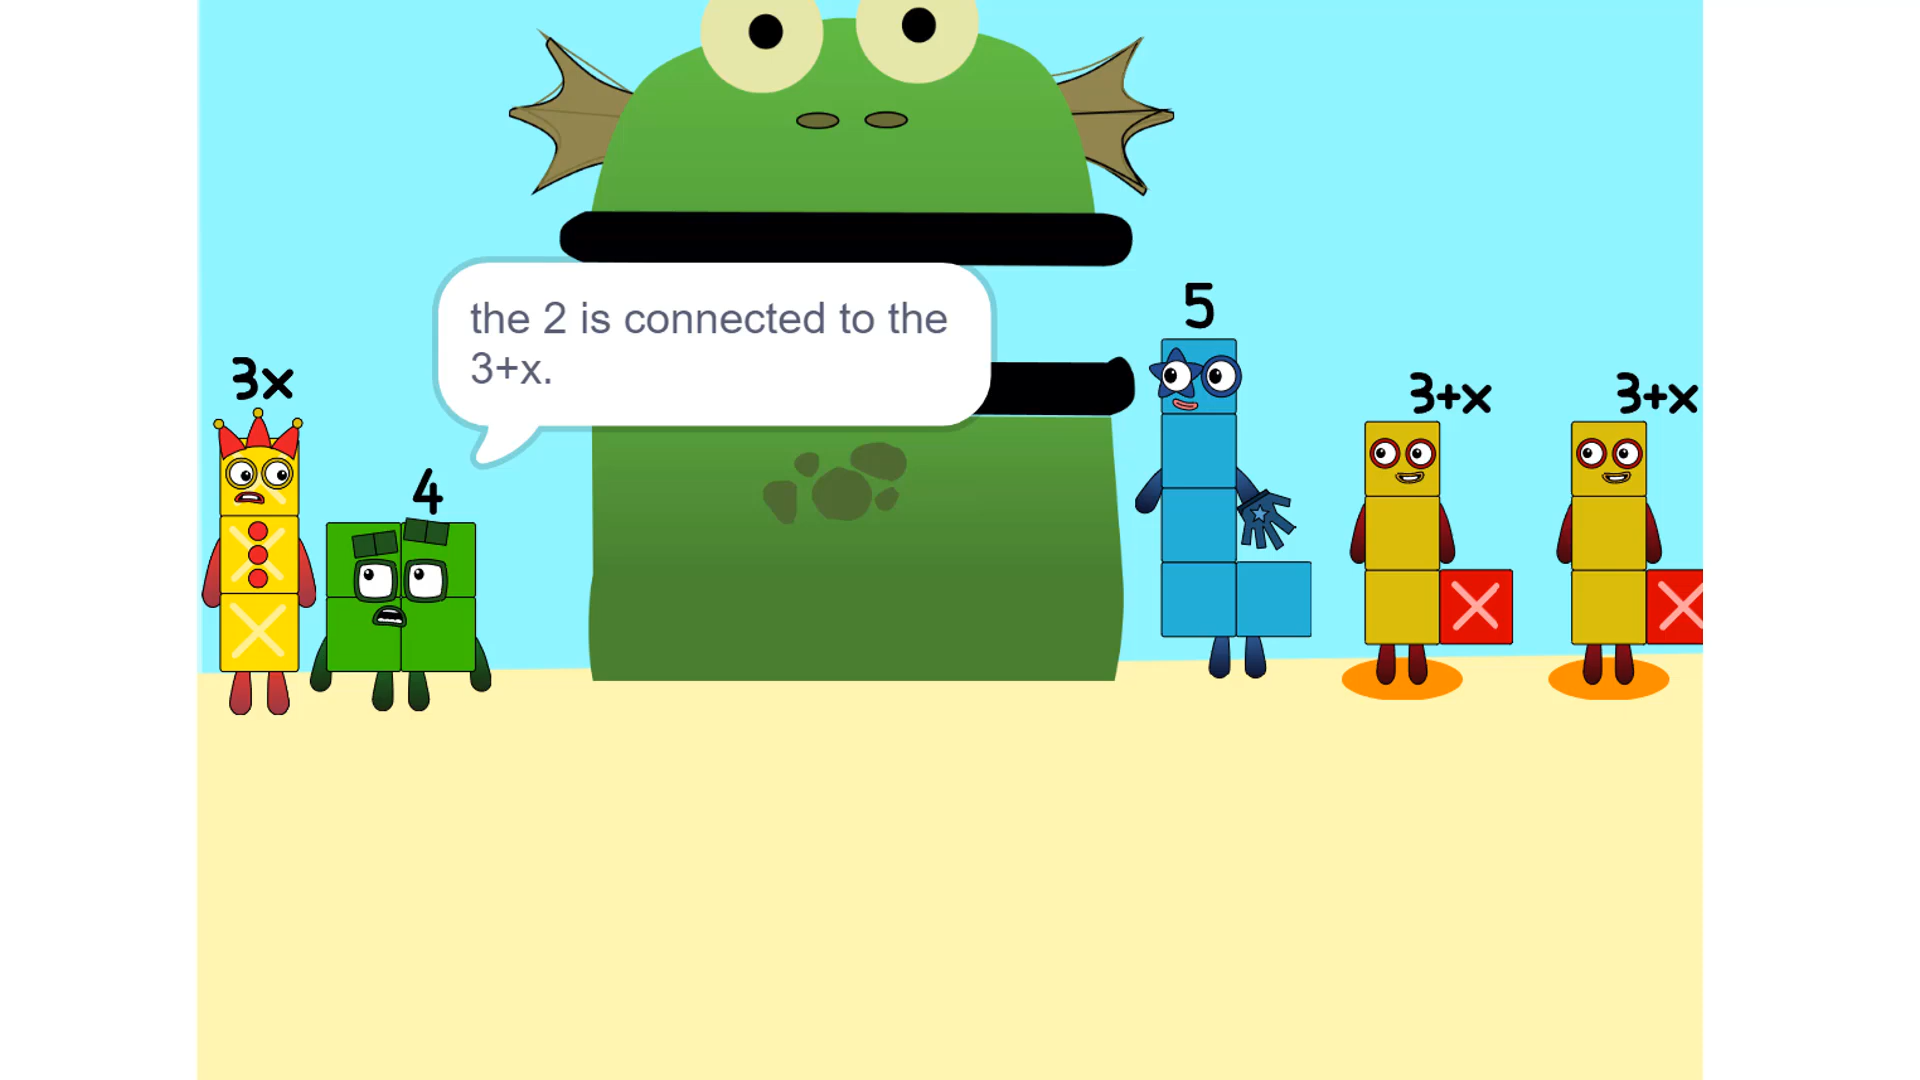 5
the 2 is connected to the
3+x.
3x
3+x
3+x
4